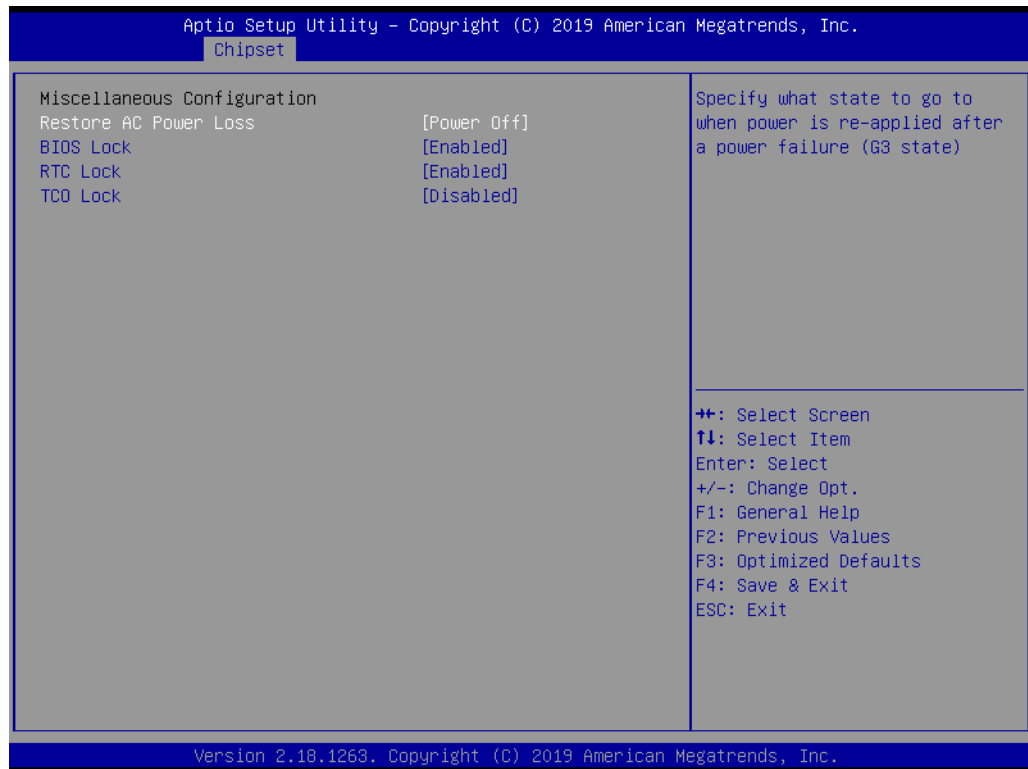 Aptio Setup Utility – Copyright (C) 2019 American Megatrends, Inc.
Chipset
Miscellaneous Configuration
Restore AC Power Loss [Power Off]
BIOS Lock [Enabled]
RTC Lock [Enabled]
TCO Lock [Disabled]
Specify what state to go to
when power is re-applied after
a power failure (G3 state)
→←: Select Screen
↑↓: Select Item
Enter: Select
+/-: Change Opt.
F1: General Help
F2: Previous Values
F3: Optimized Defaults
F4: Save & Exit
ESC: Exit
Version 2.18.1263. Copyright (C) 2019 American Megatrends, Inc.